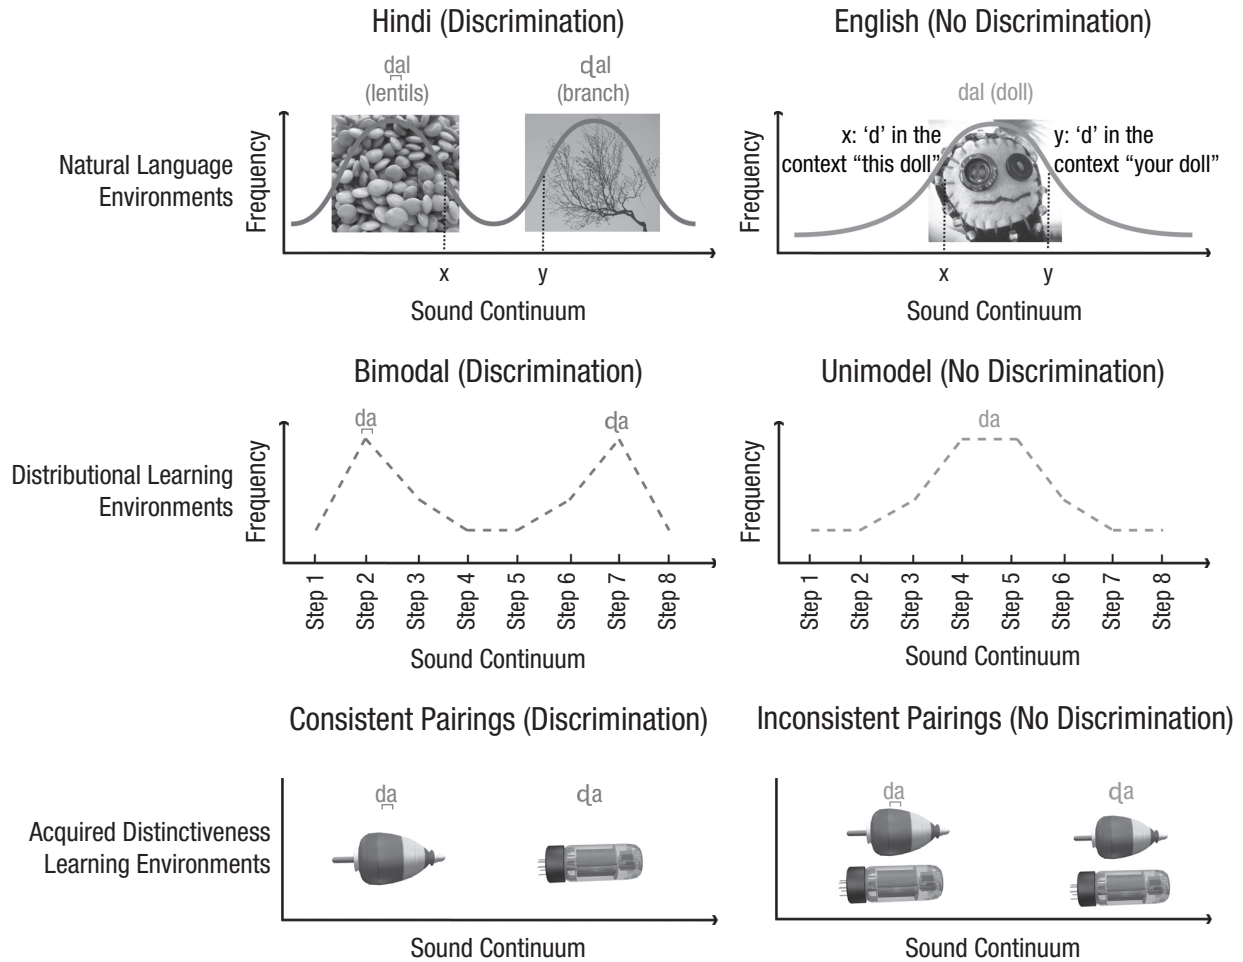 Hindi (Discrimination)
English (No Discrimination)
d̪al
(lentils)
ɖal
(branch)
dal (doll)
Natural Language
Environments
Frequency
x
y
Sound Continuum
Frequency
x: ‘d’ in the
context “this doll”
y: ‘d’ in the
context “your doll”
x
y
Sound Continuum
Bimodal (Discrimination)
Unimodel (No Discrimination)
Distributional Learning
Environments
Frequency
d̪a
ɖa
Step 1
Step 2
Step 3
Step 4
Step 5
Step 6
Step 7
Step 8
Sound Continuum
Frequency
da
Step 1
Step 2
Step 3
Step 4
Step 5
Step 6
Step 7
Step 8
Sound Continuum
Consistent Pairings (Discrimination)
Inconsistent Pairings (No Discrimination)
Acquired Distinctiveness
Learning Environments
d̪a
ɖa
Sound Continuum
d̪a
ɖa
Sound Continuum